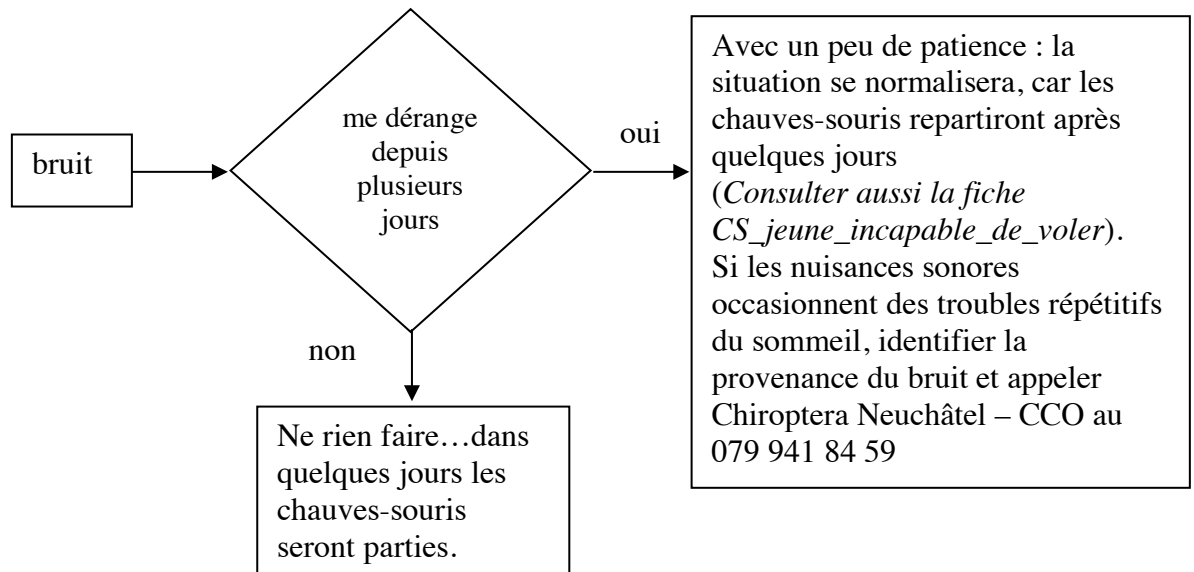 bruit
me dérange
depuis
plusieurs
jours
oui
Avec un peu de patience : la
situation se normalisera, car les
chauves-souris repartiront après
quelques jours
(Consulter aussi la fiche
CS_jeune_incapable_de_voler).
Si les nuisances sonores
occasionnent des troubles répétitifs
du sommeil, identifier la
provenance du bruit et appeler
Chiroptera Neuchâtel – CCO au
079 941 84 59
non
Ne rien faire…dans
quelques jours les
chauves-souris
seront parties.